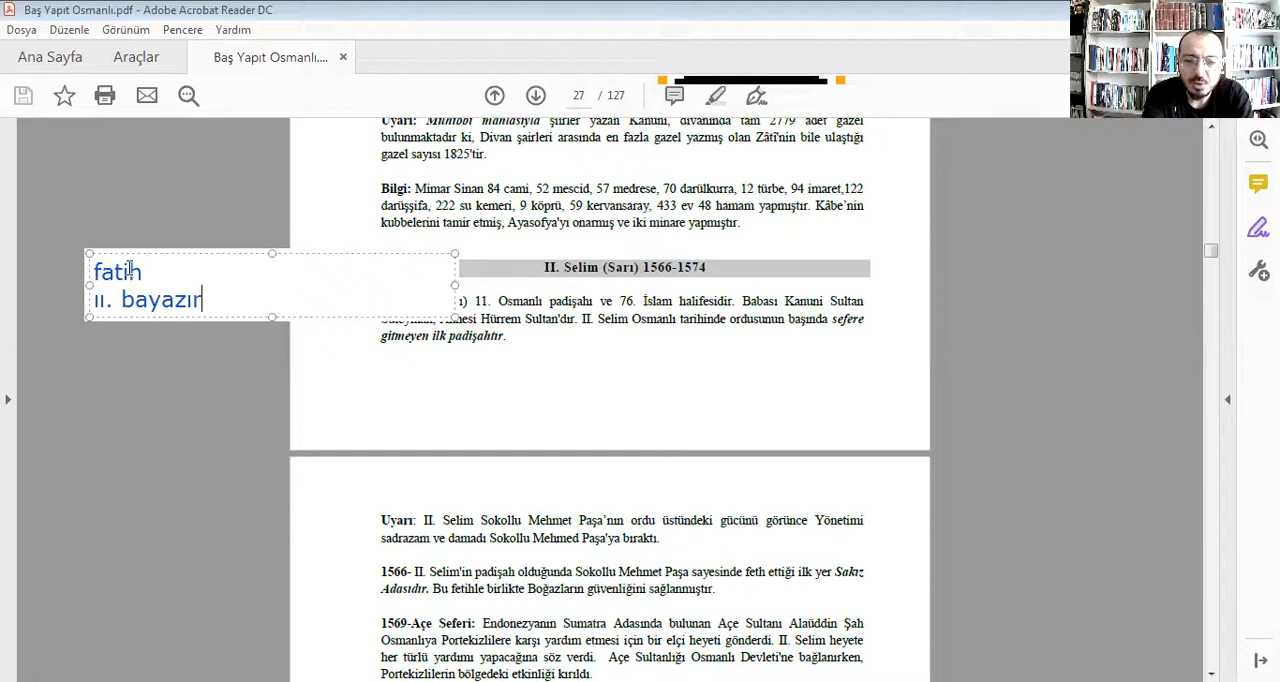 Baş Yapıt Osmanlı.pdf - Adobe Acrobat Reader DC
Dosya Düzenle Görünüm Pencere Yardım
Ana Sayfa Araçlar Baş Yapıt Osmanlı.... ×
27 / 127
Uyarı: Muhibbi mahlasıyla şiirler yazan Kanuni, divanında tam 2779 adet gazel
bulunmaktadır ki, Divan şairleri arasında en fazla gazel yazmış olan Zâtî'nin bile ulaştığı
gazel sayısı 1825'tir.
Bilgi: Mimar Sinan 84 cami, 52 mescid, 57 medrese, 70 darülkurra, 12 türbe, 94 imaret,122
darüşşifa, 222 su kemeri, 9 köprü, 59 kervansaray, 433 ev 48 hamam yapmıştır. Kâbe'nin
kubbelerini tamir etmiş, Ayasofya'yı onarmış ve iki minare yapmıştır.
fatih
ıı. bayazır
II. Selim (Sarı) 1566-1574
11. Osmanlı padişahı ve 76. İslam halifesidir. Babası Kanuni Sultan
Hürrem Sultan'dır. II. Selim Osmanlı tarihinde ordusunun başında sefere
gitmeyen ilk padişahtır.
Uyarı: II. Selim Sokollu Mehmet Paşa'nın ordu üstündeki gücünü görünce Yönetimi
sadrazam ve damadı Sokollu Mehmed Paşa'ya bıraktı.
1566- II. Selim'in padişah olduğunda Sokollu Mehmet Paşa sayesinde feth ettiği ilk yer Sakız
Adasıdır. Bu fetihle birlikte Boğazların güvenliğini sağlanmıştır.
1569-Açe Seferi: Endonezyanın Sumatra Adasında bulunan Açe Sultanı Alaüddin Şah
Osmanlıya Portekizlilere karşı yardım etmesi için bir elçi heyeti gönderdi. II. Selim heyete
her türlü yardımı yapacağına söz verdi. Açe Sultanlığı Osmanlı Devleti'ne bağlanırken,
Portekizlilerin bölgedeki etkinliği kırıldı.